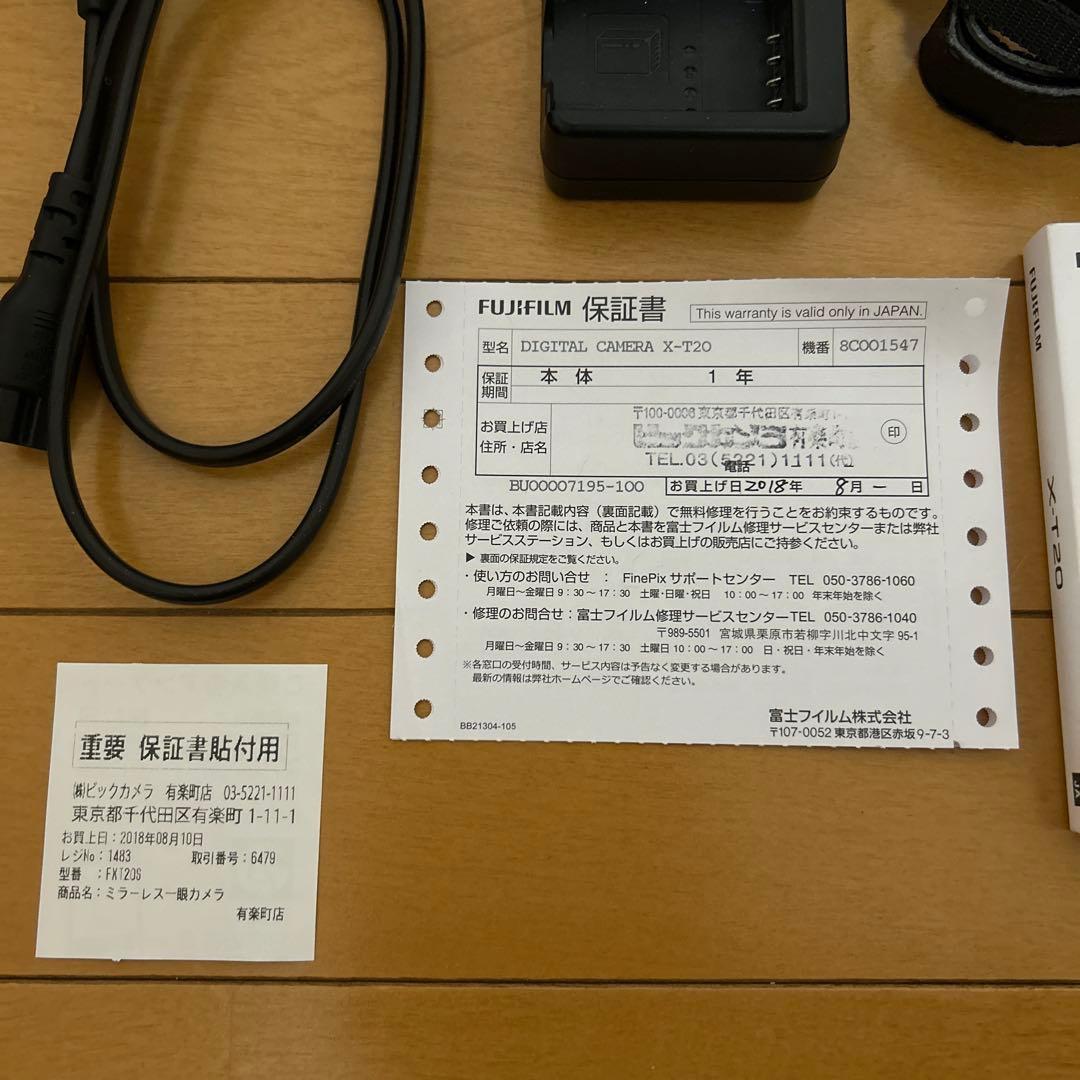 FUJIFILM 保証書
This warranty is valid only in JAPAN.
型名 DIGITAL CAMERA X-T20 機番 8C001547
保証期間 本体 1年
お買上げ店
住所・店名
〒100-0006 東京都千代田区有楽町
ビックカメラ有楽町
印
TEL.03(5221)1111(代)
電話
BU00007195-100 お買上げ日 2018年 8月 一 日
本書は、本書記載内容（裏面記載）で無料修理を行うことをお約束するものです。
修理ご依頼の際には、商品と本書を富士フイルム修理サービスセンターまたは弊社
サービスステーション、もしくはお買上げの販売店にご持参ください。
▶ 裏面の保証規定をご覧ください。
・使い方のお問い合せ ： FinePix サポートセンター TEL 050-3786-1060
月曜日～金曜日 9：30～17：30 土曜・日曜・祝日 10：00～17：00 年末年始を除く
・修理のお問合せ：富士フイルム修理サービスセンター TEL 050-3786-1040
〒989-5501 宮城県栗原市若柳字川北中文字 95-1
月曜日～金曜日 9：30～17：30 土曜日 10：00～17：00 日・祝日・年末年始を除く
※各窓口の受付時間、サービス内容は予告なく変更する場合があります。
最新の情報は弊社ホームページでご確認ください。
BB21304-105
富士フイルム株式会社
〒107-0052 東京都港区赤坂 9-7-3
FUJIFILM
X-T20
JA
重要 保証書貼付用
㈱ビックカメラ 有楽町店 03-5221-1111
東京都千代田区有楽町 1-11-1
お買上日：2018年08月10日
レジNo：1483 取引番号：6479
型番 ：FXT20S
商品名：ミラーレス一眼カメラ
有楽町店